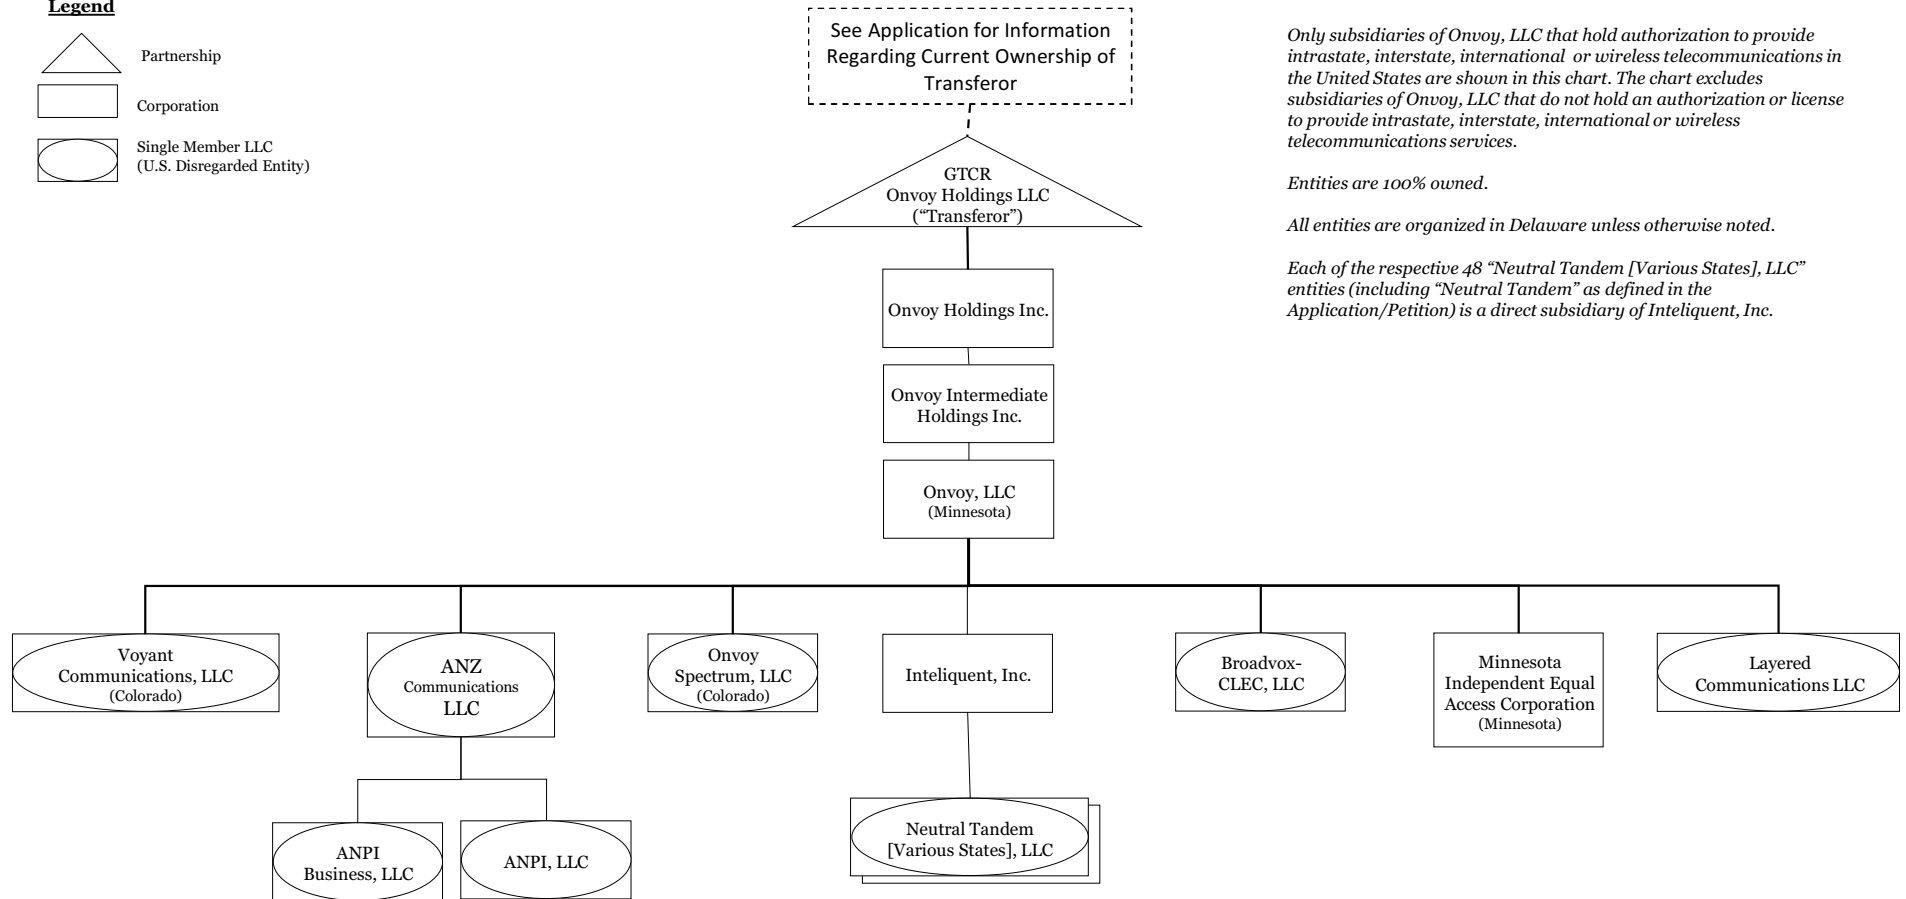 Legend
Partnership
Corporation
Single Member LLC
(U.S. Disregarded Entity)
See Application for Information
Regarding Current Ownership of
Transferor
Only subsidiaries of Onvoy, LLC that hold authorization to provide
intrastate, interstate, international or wireless telecommunications in
the United States are shown in this chart. The chart excludes
subsidiaries of Onvoy, LLC that do not hold an authorization or license
to provide intrastate, interstate, international or wireless
telecommunications services.
Entities are 100% owned.
All entities are organized in Delaware unless otherwise noted.
Each of the respective 48 “Neutral Tandem [Various States], LLC”
entities (including “Neutral Tandem” as defined in the
Application/Petition) is a direct subsidiary of Inteliquent, Inc.
GTCR
Onvoy Holdings LLC
(“Transferor”)
Onvoy Holdings Inc.
Onvoy Intermediate
Holdings Inc.
Onvoy, LLC
(Minnesota)
Voyant
Communications, LLC
(Colorado)
ANZ
Communications
LLC
Onvoy
Spectrum, LLC
(Colorado)
Inteliquent, Inc.
Broadvox-
CLEC, LLC
Minnesota
Independent Equal
Access Corporation
(Minnesota)
Layered
Communications LLC
ANPI
Business, LLC
ANPI, LLC
Neutral Tandem
[Various States], LLC